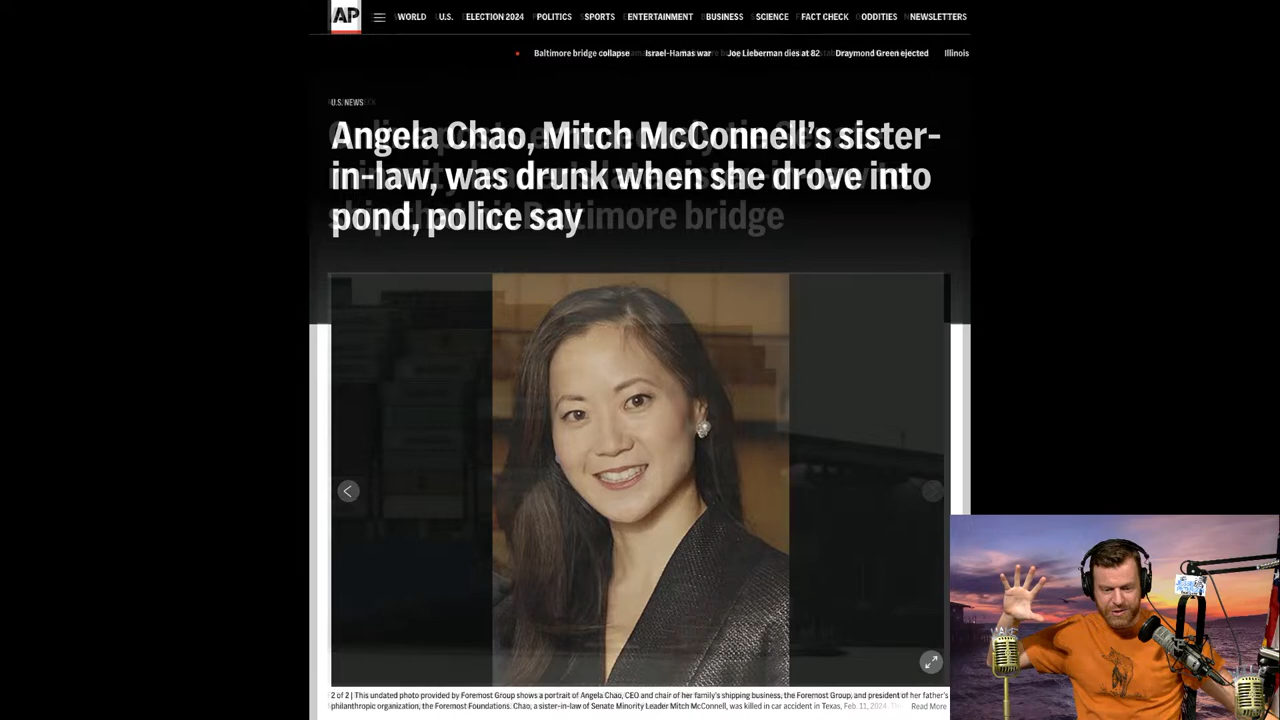 AP
WORLD U.S. ELECTION 2024 POLITICS SPORTS ENTERTAINMENT BUSINESS SCIENCE FACT CHECK ODDITIES NEWSLETTERS
Baltimore bridge collapse Israel-Hamas war Joe Lieberman dies at 82 Draymond Green ejected Illinois
U.S. NEWS
Angela Chao, Mitch McConnell’s sister-
in-law, was drunk when she drove into
pond, police say
Baltimore bridge
2 of 2 | This undated photo provided by Foremost Group shows a portrait of Angela Chao, CEO and chair of her family's shipping business, the Foremost Group, and president of her father's
philanthropic organization, the Foremost Foundations. Chao, a sister-in-law of Senate Minority Leader Mitch McConnell, was killed in car accident in Texas, Feb. 11, 2024. Read More